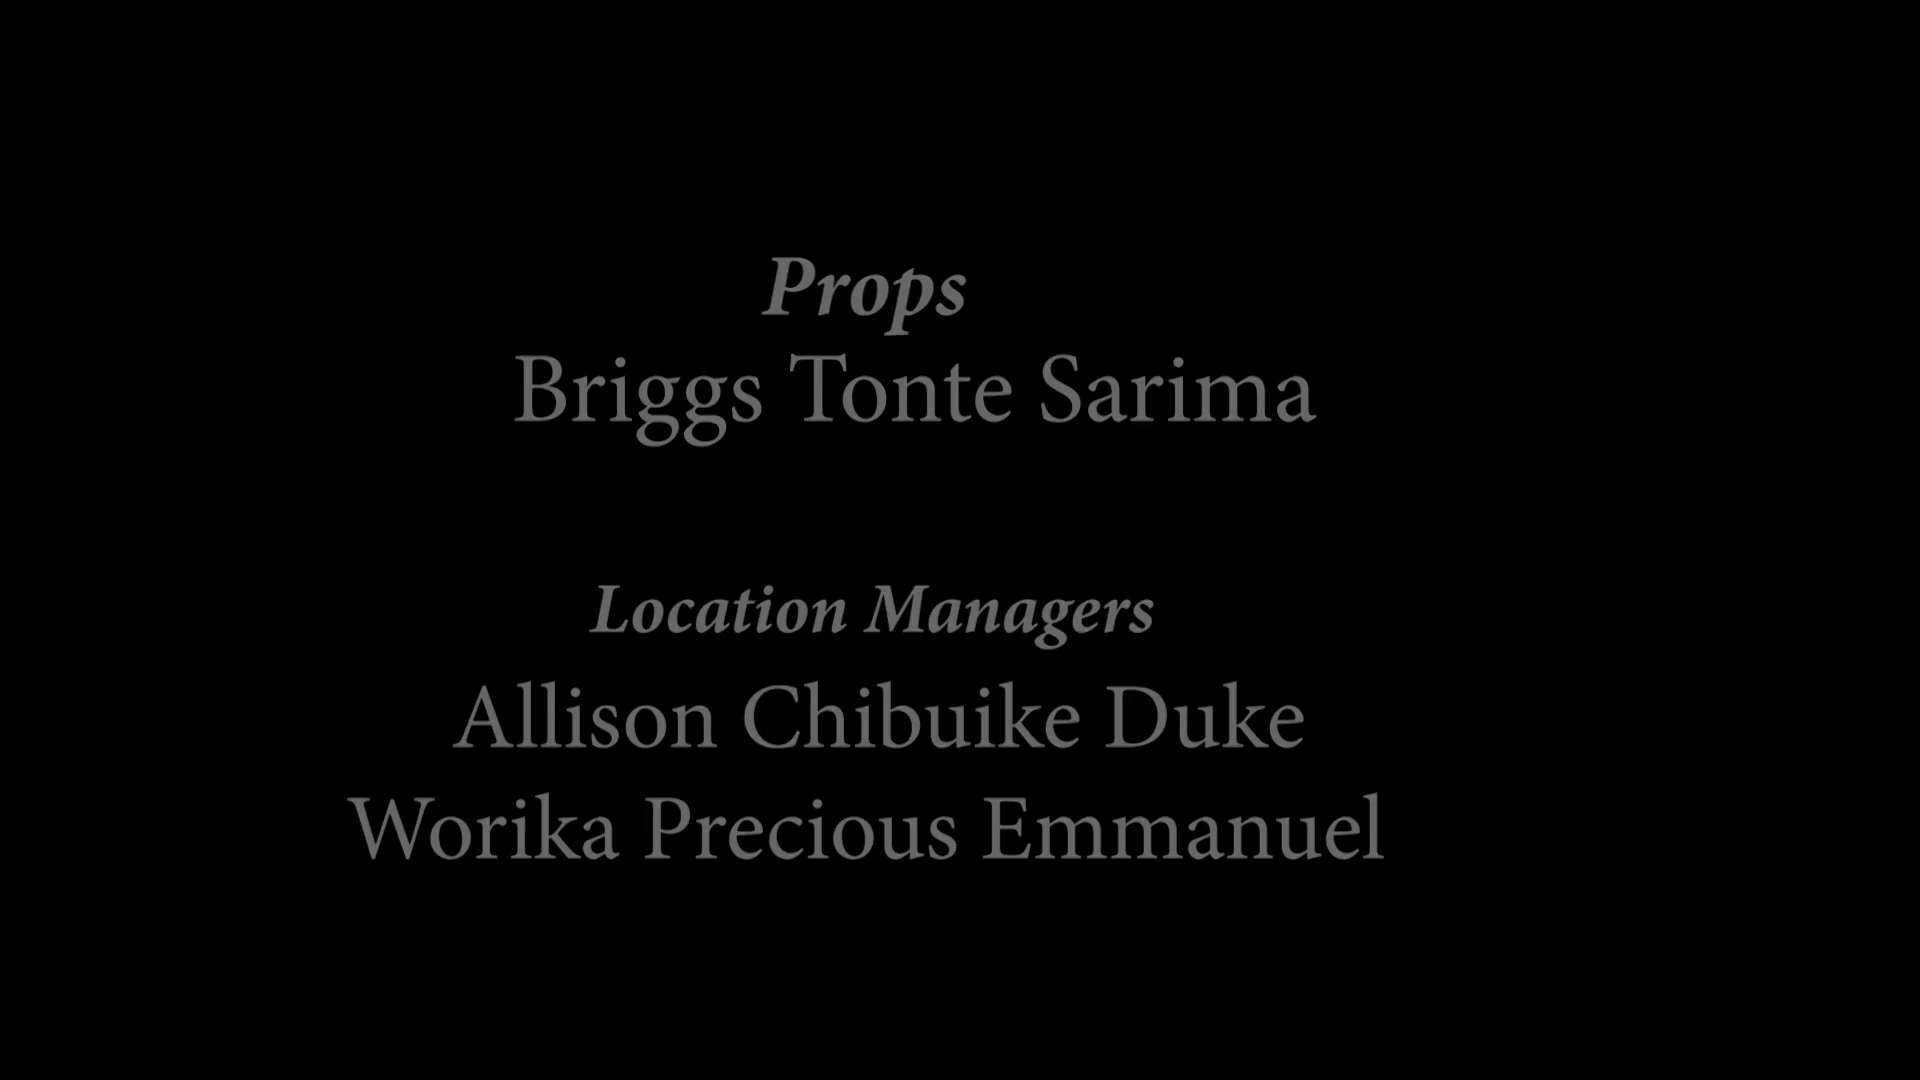 Props
Briggs Tonte Sarima
Location Managers
Allison Chibuike Duke
Worika Precious Emmanuel